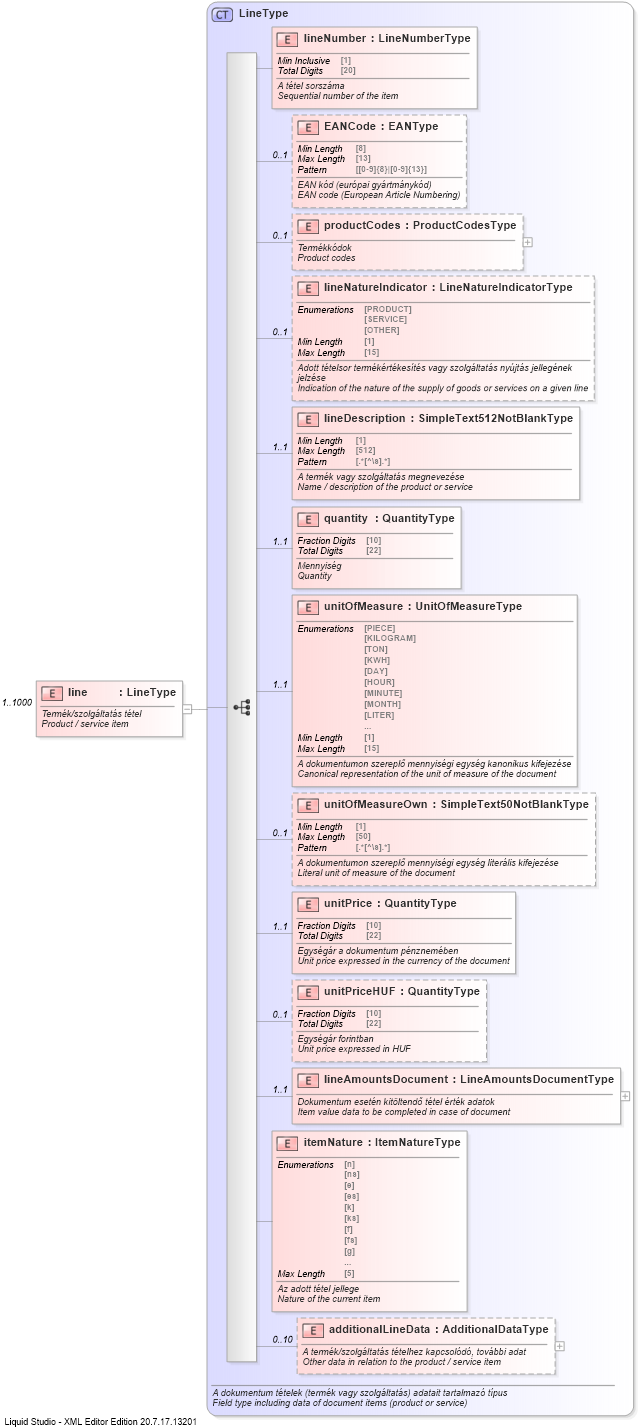 CT LineType
E lineNumber : LineNumberType
Min Inclusive [1]
Total Digits [20]
A tétel sorszáma
Sequential number of the item
0..1
E EANCode : EANType
Min Length [8]
Max Length [13]
Pattern [[0-9]{8}|[0-9]{13}]
EAN kód (európai gyártmánykód)
EAN code (European Article Numbering)
0..1
E productCodes : ProductCodesType
Termékkódok
Product codes
0..1
E lineNatureIndicator : LineNatureIndicatorType
Enumerations [PRODUCT]
[SERVICE]
[OTHER]
Min Length [1]
Max Length [15]
Adott tételsor termékértékesítés vagy szolgáltatás nyújtás jellegének
jelzése
Indication of the nature of the supply of goods or services on a given line
1..1
E lineDescription : SimpleText512NotBlankType
Min Length [1]
Max Length [512]
Pattern [.*[^\s].*]
A termék vagy szolgáltatás megnevezése
Name / description of the product or service
1..1
E quantity : QuantityType
Fraction Digits [10]
Total Digits [22]
Mennyiség
Quantity
1..1
E unitOfMeasure : UnitOfMeasureType
Enumerations [PIECE]
[KILOGRAM]
[TON]
[KWH]
[DAY]
[HOUR]
[MINUTE]
[MONTH]
[LITER]
...
Min Length [1]
Max Length [15]
A dokumentumon szereplő mennyiségi egység kanonikus kifejezése
Canonical representation of the unit of measure of the document
1..1000
E line : LineType
Termék/szolgáltatás tétel
Product / service item
0..1
E unitOfMeasureOwn : SimpleText50NotBlankType
Min Length [1]
Max Length [50]
Pattern [.*[^\s].*]
A dokumentumon szereplő mennyiségi egység literális kifejezése
Literal unit of measure of the document
1..1
E unitPrice : QuantityType
Fraction Digits [10]
Total Digits [22]
Egységár a dokumentum pénznemében
Unit price expressed in the currency of the document
0..1
E unitPriceHUF : QuantityType
Fraction Digits [10]
Total Digits [22]
Egységár forintban
Unit price expressed in HUF
1..1
E lineAmountsDocument : LineAmountsDocumentType
Dokumentum esetén kitöltendő tétel érték adatok
Item value data to be completed in case of document
E itemNature : ItemNatureType
Enumerations [n]
[ns]
[e]
[es]
[k]
[ks]
[f]
[fs]
[g]
...
Max Length [5]
Az adott tétel jellege
Nature of the current item
0..10
E additionalLineData : AdditionalDataType
A termék/szolgáltatás tételhez kapcsolódó, további adat
Other data in relation to the product / service item
A dokumentum tételek (termék vagy szolgáltatás) adatait tartalmazó típus
Field type including data of document items (product or service)
Liquid Studio - XML Editor Edition 20.7.17.13201